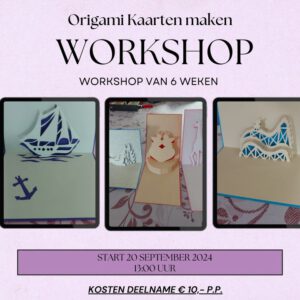 Origami Kaarten maken
WORKSHOP
WORKSHOP VAN 6 WEKEN
START 20 SEPTEMBER 2024
13.00 UUR
KOSTEN DEELNAME € 10,- P.P.